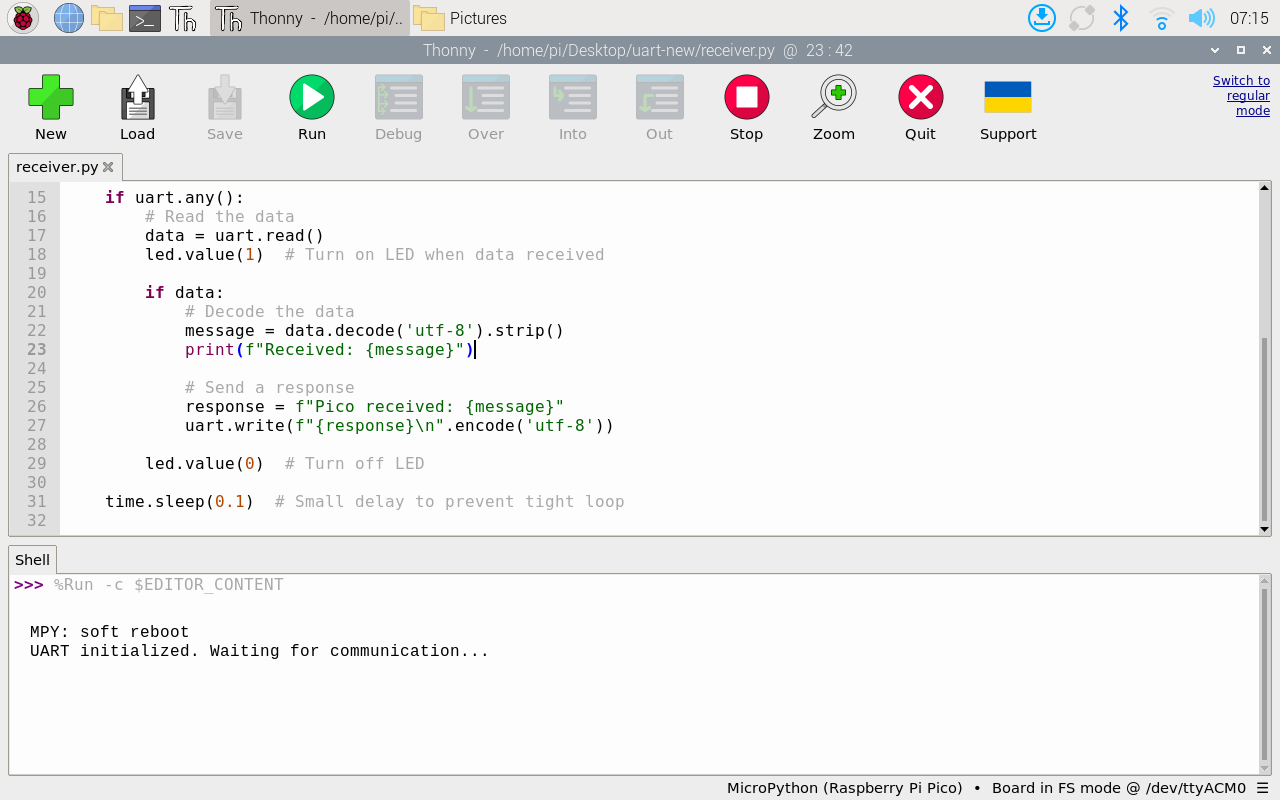 Thonny - /home/pi/.. Pictures 07:15
Thonny - /home/pi/Desktop/uart-new/receiver.py @ 23 : 42
New Load Save Run Debug Over Into Out Stop Zoom Quit Support
Switch to
regular
mode
receiver.py
15     if uart.any():
16         # Read the data
17         data = uart.read()
18         led.value(1)  # Turn on LED when data received
19
20         if data:
21             # Decode the data
22             message = data.decode('utf-8').strip()
23             print(f"Received: {message}")
24
25             # Send a response
26             response = f"Pico received: {message}"
27             uart.write(f"{response}\n".encode('utf-8'))
28
29         led.value(0)  # Turn off LED
30
31     time.sleep(0.1)  # Small delay to prevent tight loop
32
Shell
>>> %Run -c $EDITOR_CONTENT
MPY: soft reboot
UART initialized. Waiting for communication...
MicroPython (Raspberry Pi Pico) • Board in FS mode @ /dev/ttyACM0 ☰